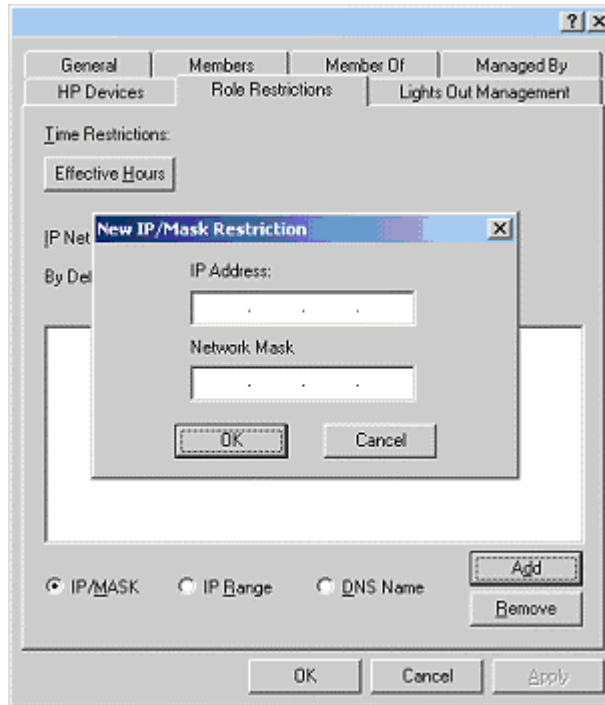 General Members Member Of Managed By
HP Devices Role Restrictions Lights Out Management
Time Restrictions:
Effective Hours
New IP/Mask Restriction
IP Net
By Def
IP Address:
. . .
Network Mask
. . .
OK Cancel
IP/MASK IP Range DNS Name
Add
Remove
OK Cancel Apply